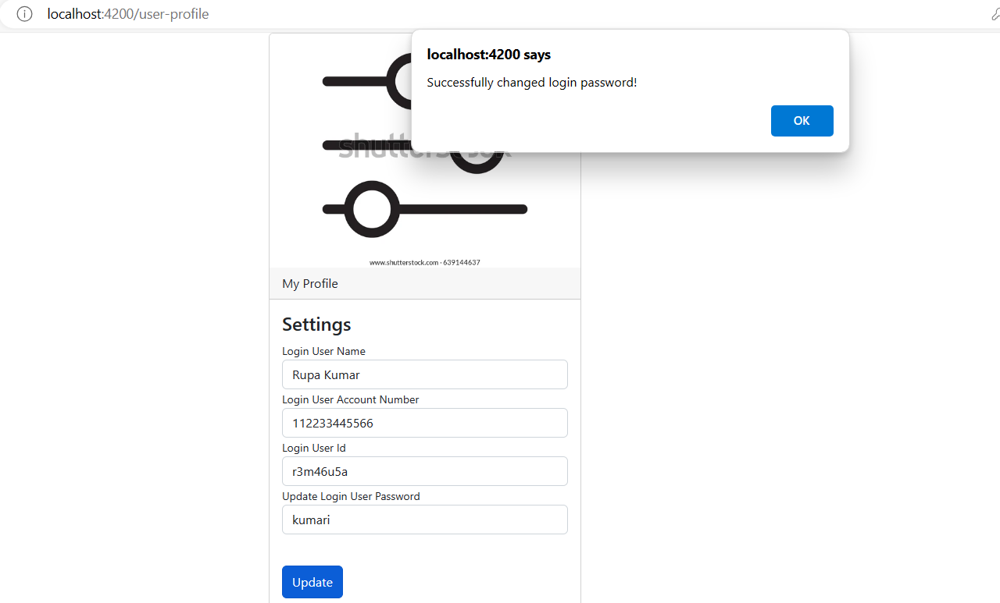 localhost:4200/user-profile
localhost:4200 says
Successfully changed login password!
OK
shutterstock
www.shutterstock.com · 639144637
My Profile
Settings
Login User Name
Rupa Kumar
Login User Account Number
112233445566
Login User Id
r3m46u5a
Update Login User Password
kumari
Update